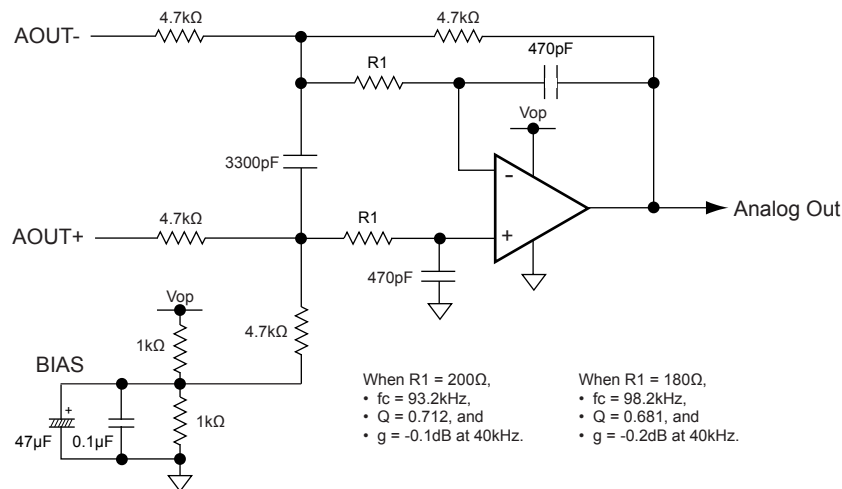 4.7kΩ
4.7kΩ
AOUT-
470pF
R1
Vop
3300pF
-
4.7kΩ
Analog Out
AOUT+
R1
+
470pF
Vop
4.7kΩ
1kΩ
BIAS
When R1 = 200Ω,
• fc = 93.2kHz,
• Q = 0.712, and
• g = -0.1dB at 40kHz.
When R1 = 180Ω,
• fc = 98.2kHz,
• Q = 0.681, and
• g = -0.2dB at 40kHz.
+
1kΩ
47µF
0.1µF